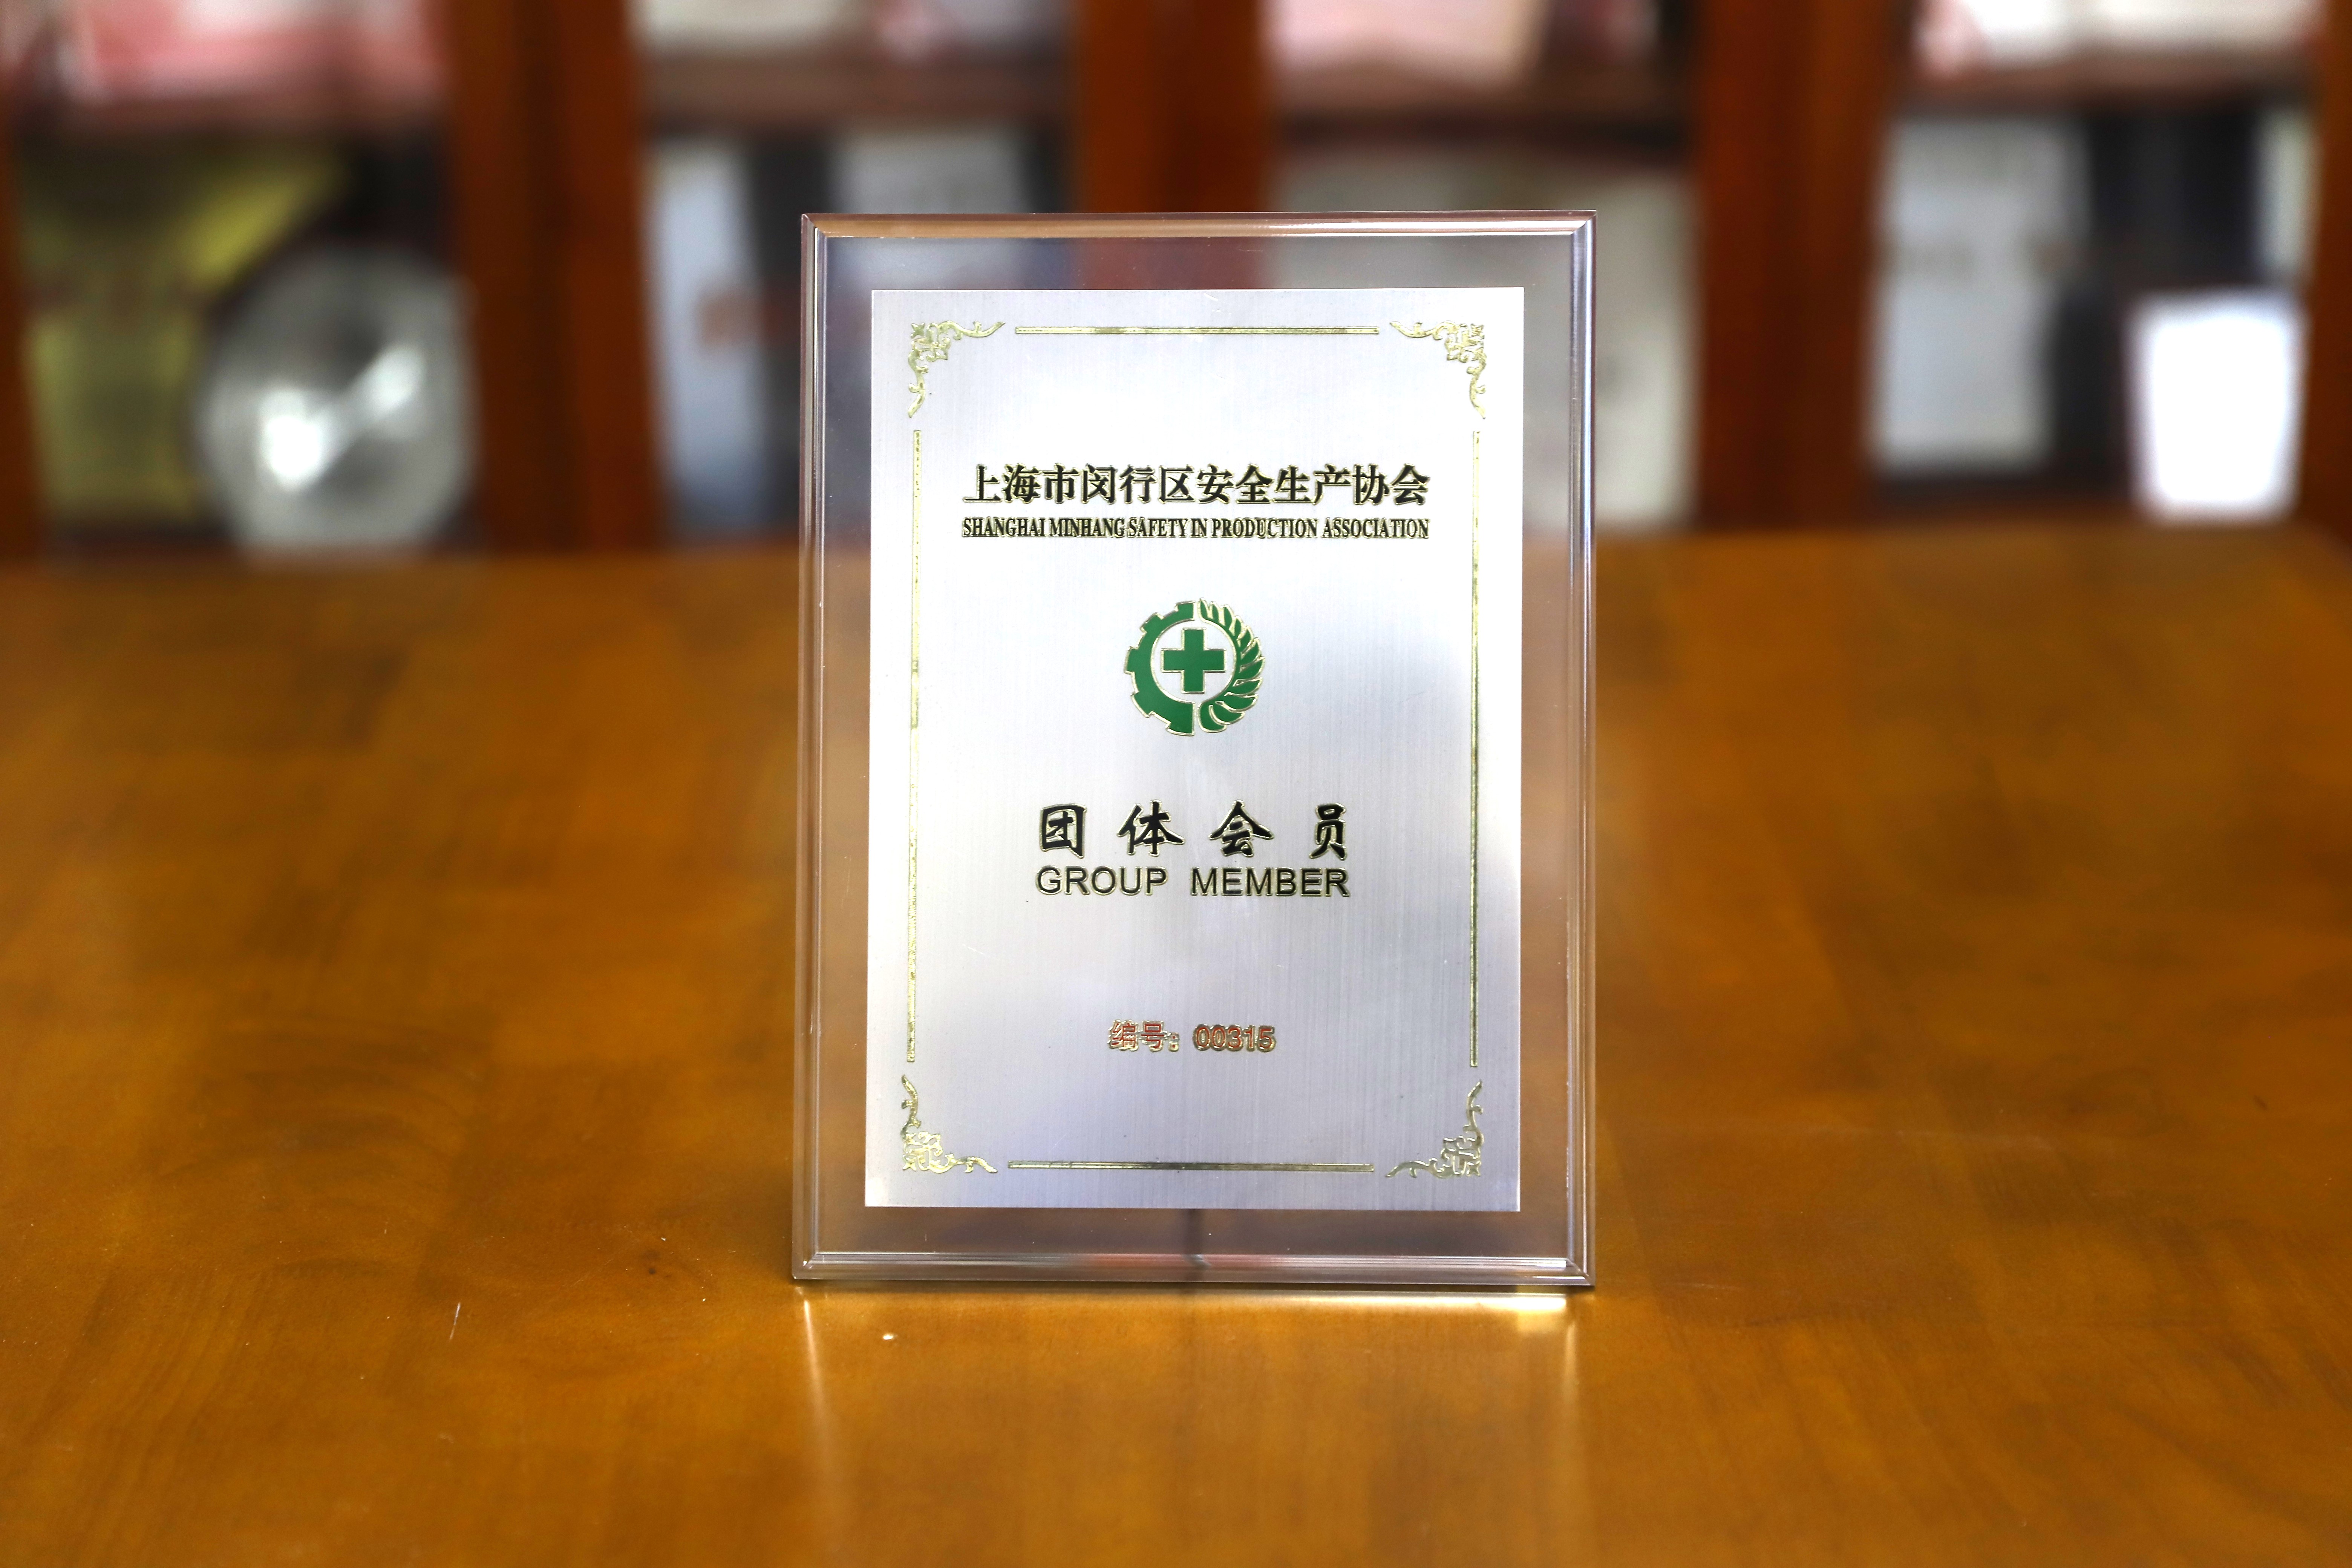 上海市闵行区安全生产协会
SHANGHAI MINHANG SAFETY IN PRODUCTION ASSOCIATION
团体会员
GROUP MEMBER
编号：00315